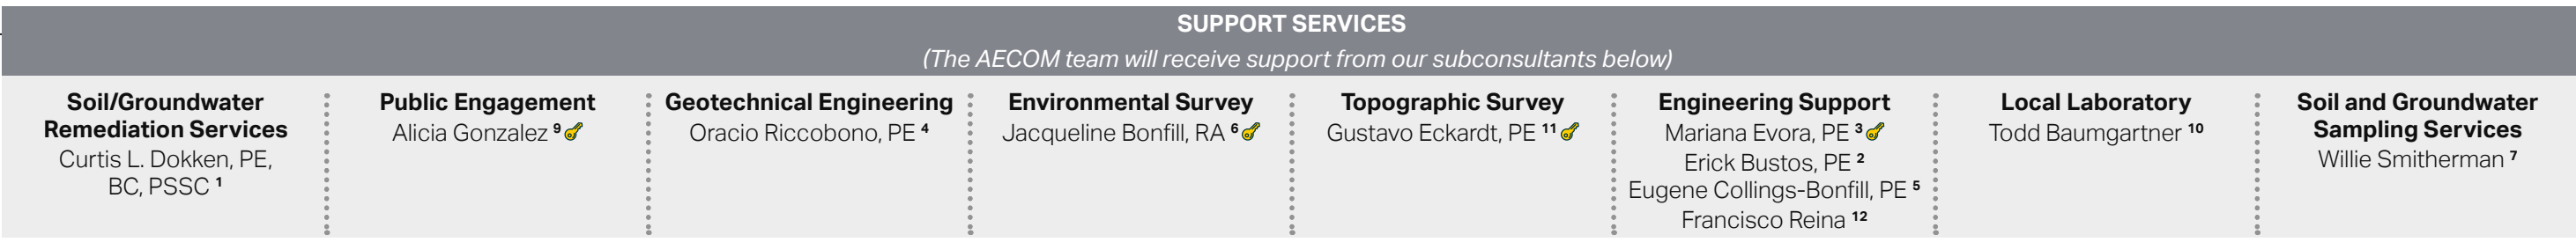 SUPPORT SERVICES
(The AECOM team will receive support from our subconsultants below)
Soil/Groundwater
Remediation Services
Curtis L. Dokken, PE,
BC, PSSC 1
Public Engagement
Alicia Gonzalez 9
Geotechnical Engineering
Oracio Riccobono, PE 4
Environmental Survey
Jacqueline Bonfill, RA 6
Topographic Survey
Gustavo Eckardt, PE 11
Engineering Support
Mariana Evora, PE 3
Erick Bustos, PE 2
Eugene Collings-Bonfill, PE 5
Francisco Reina 12
Local Laboratory
Todd Baumgartner 10
Soil and Groundwater
Sampling Services
Willie Smitherman 7